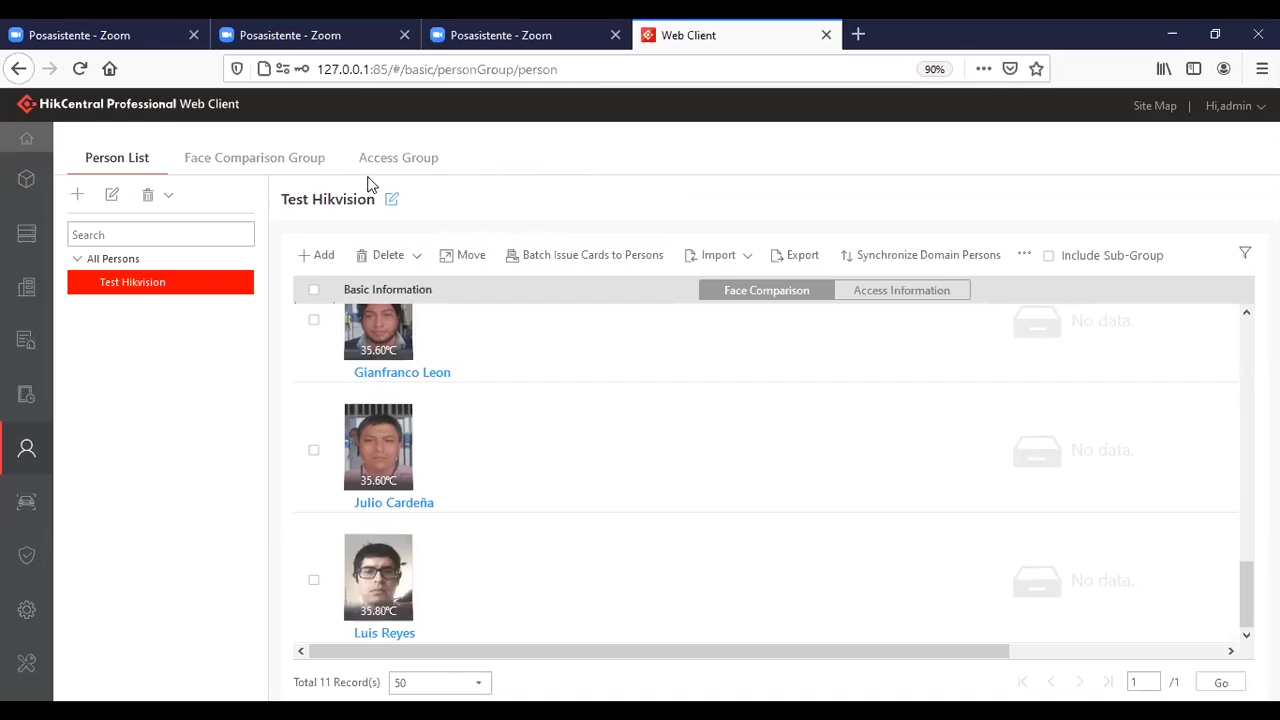 Posasistente - Zoom
Posasistente - Zoom
Posasistente - Zoom
Web Client
127.0.0.1:85/#/basic/personGroup/person
90%
HikCentral Professional Web Client
Site Map
Hi,admin
Person List
Face Comparison Group
Access Group
Search
All Persons
Test Hikvision
Test Hikvision
Add
Delete
Move
Batch Issue Cards to Persons
Import
Export
Synchronize Domain Persons
Include Sub-Group
Basic Information
Face Comparison
Access Information
35.60ºC
No data.
Gianfranco Leon
35.60ºC
No data.
Julio Cardeña
35.80ºC
No data.
Luis Reyes
Total 11 Record(s)
50
1
/1
Go